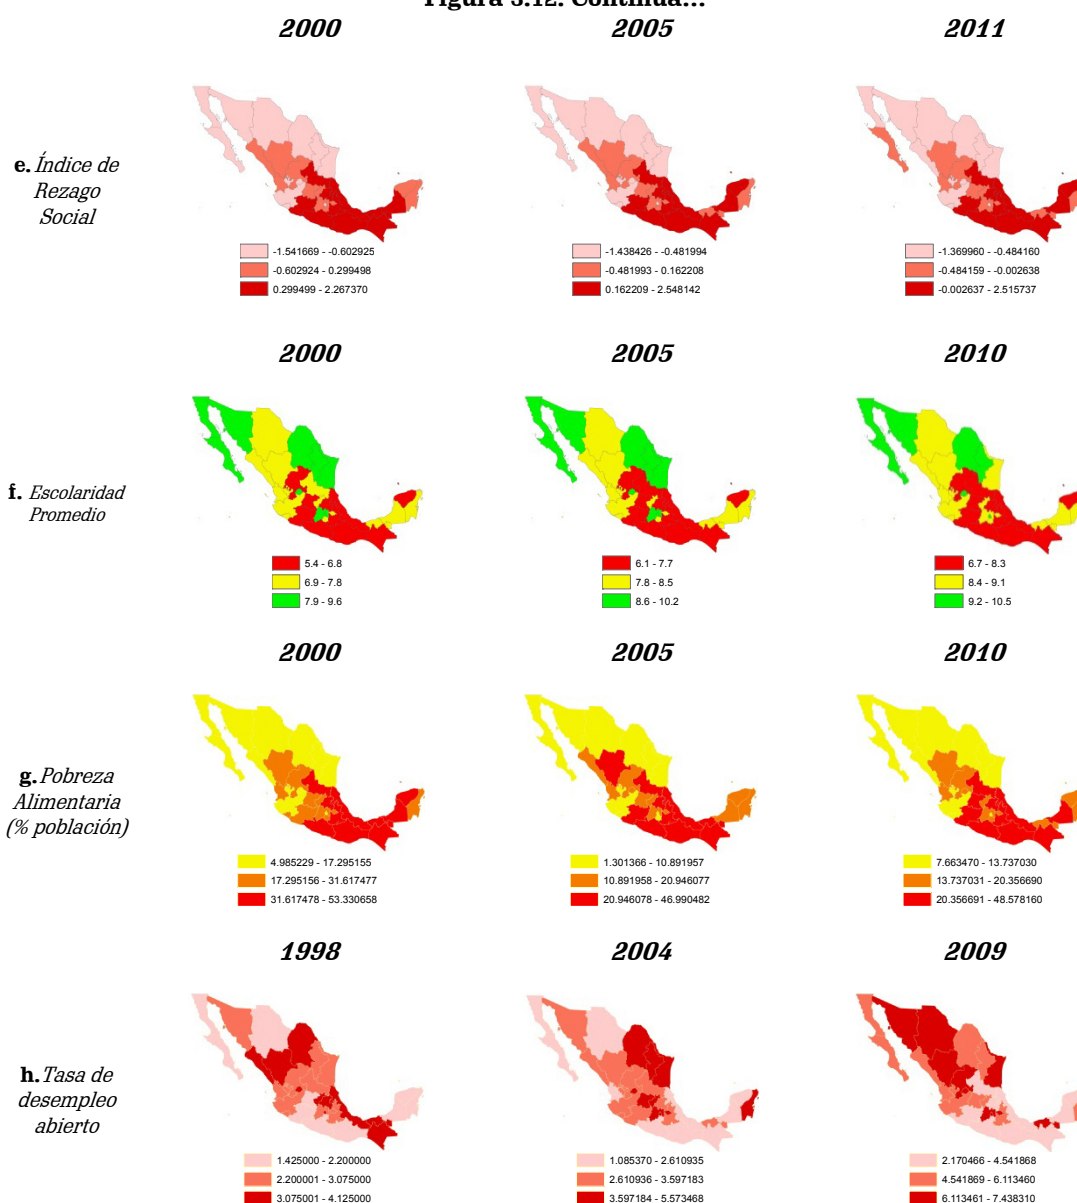 Figura 3.12. Continúa...
2000 2005 2011
e. Índice de
Rezago
Social
-1.541669 - -0.602925
-0.602924 - 0.299498
0.299499 - 2.267370
-1.438426 - -0.481994
-0.481993 - 0.162208
0.162209 - 2.548142
-1.369960 - -0.484160
-0.484159 - -0.002638
-0.002637 - 2.515737
2000 2005 2010
f. Escolaridad
Promedio
5.4 - 6.8
6.9 - 7.8
7.9 - 9.6
6.1 - 7.7
7.8 - 8.5
8.6 - 10.2
6.7 - 8.3
8.4 - 9.1
9.2 - 10.5
2000 2005 2010
g. Pobreza
Alimentaria
(% población)
4.985229 - 17.295155
17.295156 - 31.617477
31.617478 - 53.330658
1.301366 - 10.891957
10.891958 - 20.946077
20.946078 - 46.990482
7.663470 - 13.737030
13.737031 - 20.356690
20.356691 - 48.578160
1998 2004 2009
h. Tasa de
desempleo
abierto
1.425000 - 2.200000
2.200001 - 3.075000
3.075001 - 4.125000
1.085370 - 2.610935
2.610936 - 3.597183
3.597184 - 5.573468
2.170466 - 4.541868
4.541869 - 6.113460
6.113461 - 7.438310